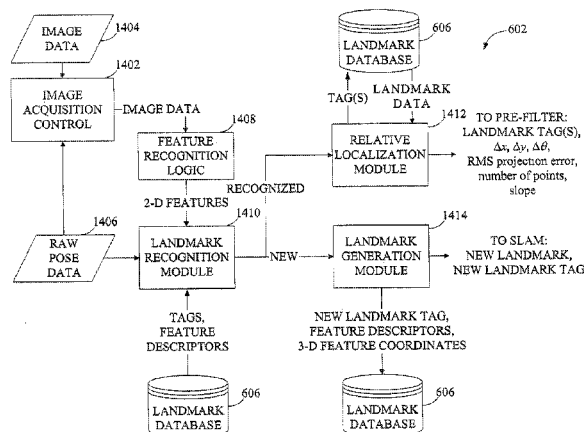 IMAGE
DATA
1404
1402
IMAGE
ACQUISITION
CONTROL
IMAGE DATA
1408
FEATURE
RECOGNITION
LOGIC
2-D FEATURES
1406
RAW
POSE
DATA
1410
LANDMARK
RECOGNITION
MODULE
TAGS,
FEATURE
DESCRIPTORS
606
LANDMARK
DATABASE
RECOGNIZED
NEW
606
LANDMARK
DATABASE
602
TAG(S)
LANDMARK
DATA
1412
RELATIVE
LOCALIZATION
MODULE
TO PRE-FILTER:
LANDMARK TAG(S),
Δx, Δy, Δθ,
RMS projection error,
number of points,
slope
1414
LANDMARK
GENERATION
MODULE
TO SLAM:
NEW LANDMARK,
NEW LANDMARK TAG
NEW LANDMARK TAG,
FEATURE DESCRIPTORS,
3-D FEATURE COORDINATES
606
LANDMARK
DATABASE